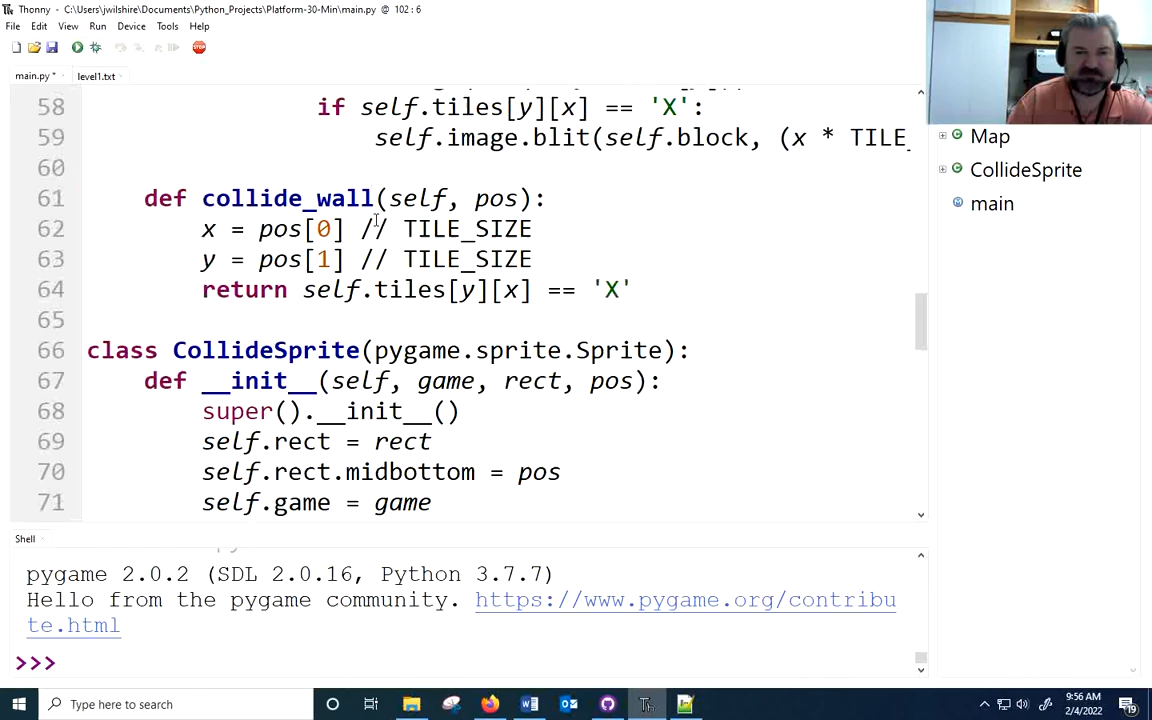 Thonny - C:\Users\jwilshire\Documents\Python_Projects\Platform-30-Min\main.py @ 102 : 6
File Edit View Run Device Tools Help
STOP
main.py * level1.txt
58 if self.tiles[y][x] == 'X':
59 self.image.blit(self.block, (x * TILE_
60
61 def collide_wall(self, pos):
62 x = pos[0] // TILE_SIZE
63 y = pos[1] // TILE_SIZE
64 return self.tiles[y][x] == 'X'
65
66 class CollideSprite(pygame.sprite.Sprite):
67 def __init__(self, game, rect, pos):
68 super().__init__()
69 self.rect = rect
70 self.rect.midbottom = pos
71 self.game = game
Map
CollideSprite
main
Shell
pygame 2.0.2 (SDL 2.0.16, Python 3.7.7)
Hello from the pygame community. https://www.pygame.org/contribu
te.html
>>>
Type here to search
9:56 AM
2/4/2022
19